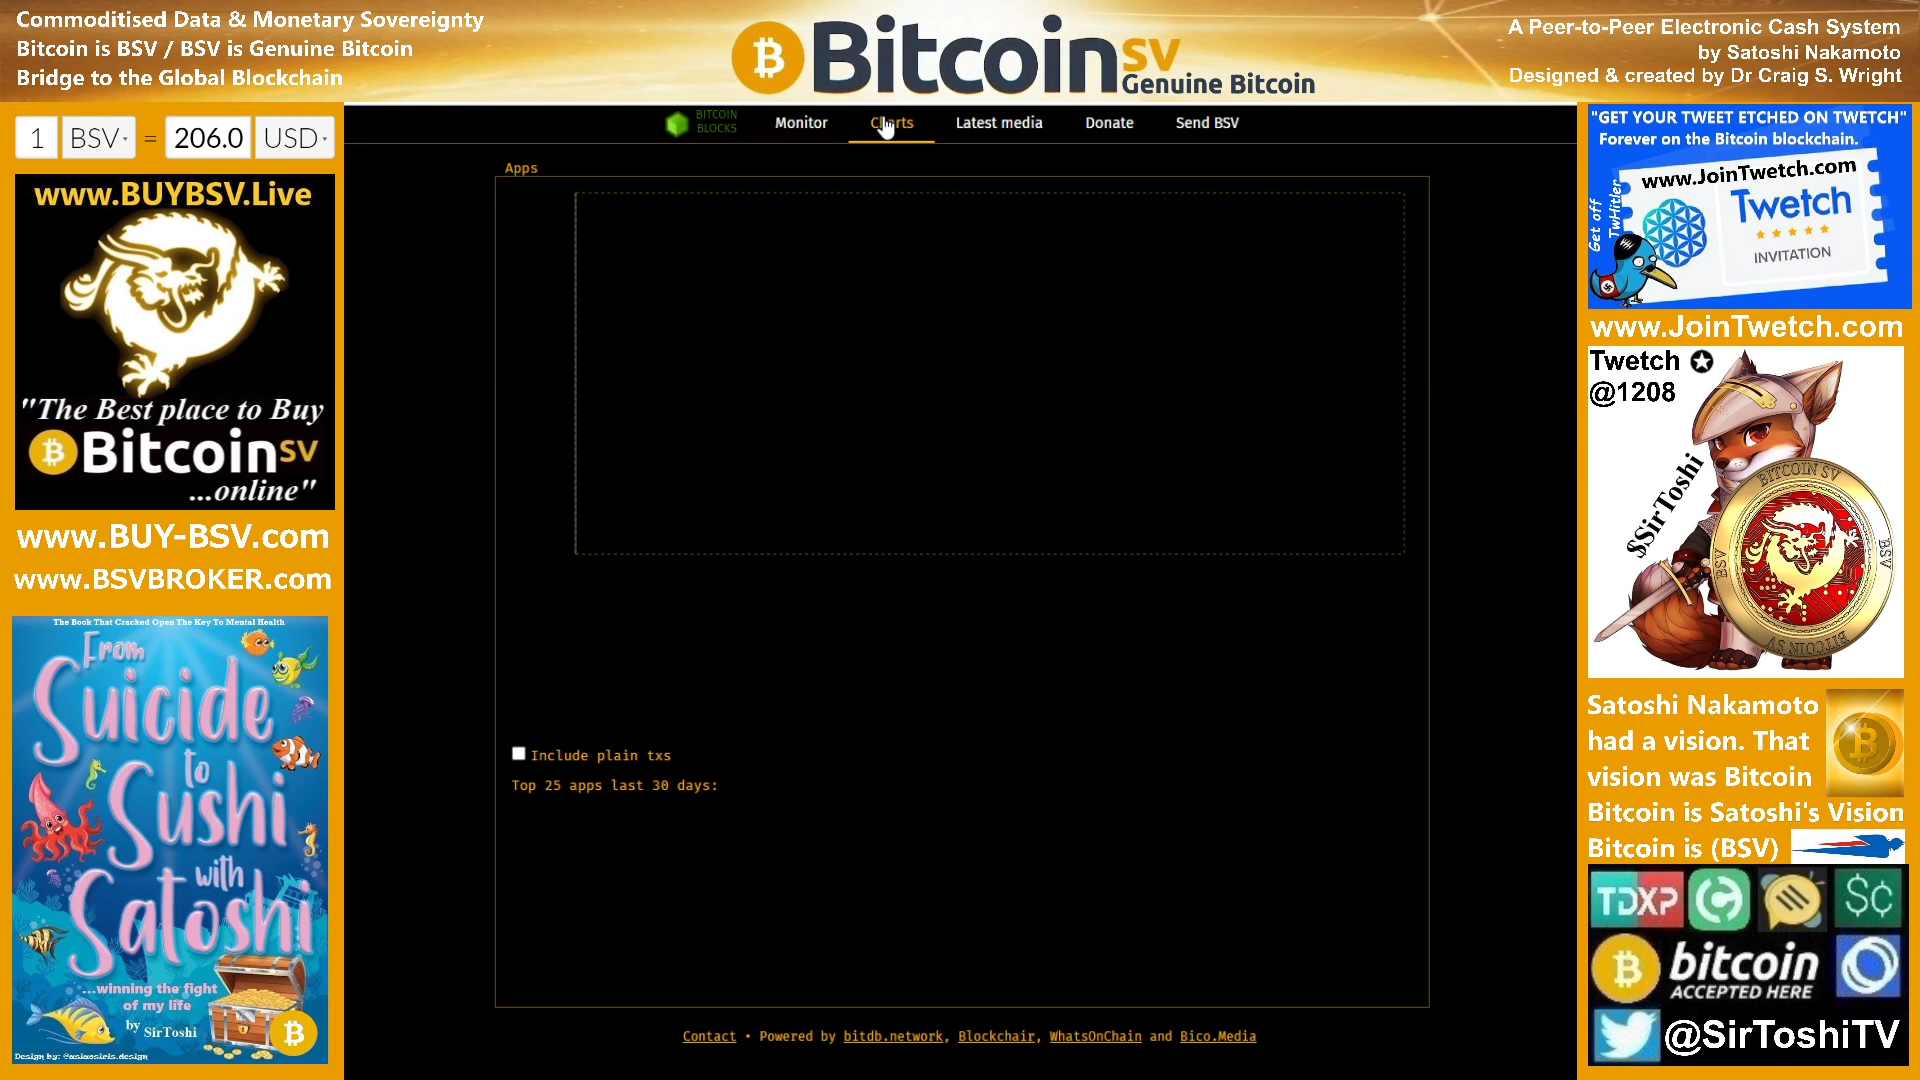 Commoditised Data & Monetary Sovereignty
Bitcoin is BSV / BSV is Genuine Bitcoin
Bridge to the Global Blockchain
BitcoinSV
Genuine Bitcoin
A Peer-to-Peer Electronic Cash System
by Satoshi Nakamoto
Designed & created by Dr Craig S. Wright
1 BSV = 206.0 USD
www.BUYBSV.Live
"The Best place to Buy
BitcoinSV
...online"
www.BUY-BSV.com
www.BSVBROKER.com
The Book That Cracked Open The Key To Mental Health
From
Suicide
to
Sushi
with
Satoshi
...winning the fight
of my life
by SirToshi
Design by: @asiaosiris.design
BITCOIN
BLOCKS
Monitor
Charts
Latest media
Donate
Send BSV
Apps
Include plain txs
Top 25 apps last 30 days:
Contact • Powered by bitdb.network, Blockchair, WhatsOnChain and Bico.Media
"GET YOUR TWEET ETCHED ON TWETCH"
Forever on the Bitcoin blockchain.
www.JoinTwetch.com
Twetch
INVITATION
Get off
TwHitler
www.JoinTwetch.com
Twetch
@1208
$SirToshi
BITCOIN SV
BSV
BSV
BITCOIN SV
Satoshi Nakamoto
had a vision. That
vision was Bitcoin
Bitcoin is Satoshi's Vision
Bitcoin is (BSV)
TDXP
$C
bitcoin
ACCEPTED HERE
@SirToshiTV